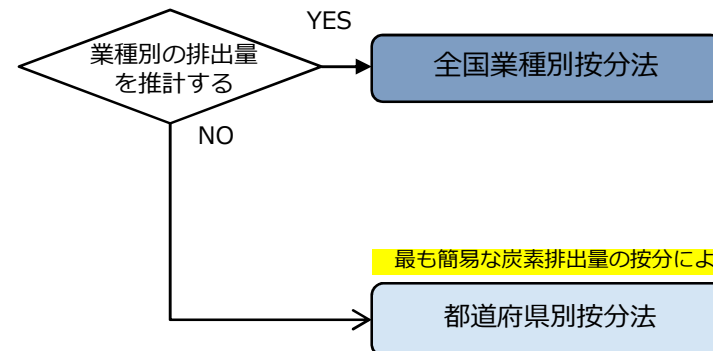 YES
業種別の排出量
を推計する
全国業種別按分法
NO
最も簡易な炭素排出量の按分によ
都道府県別按分法